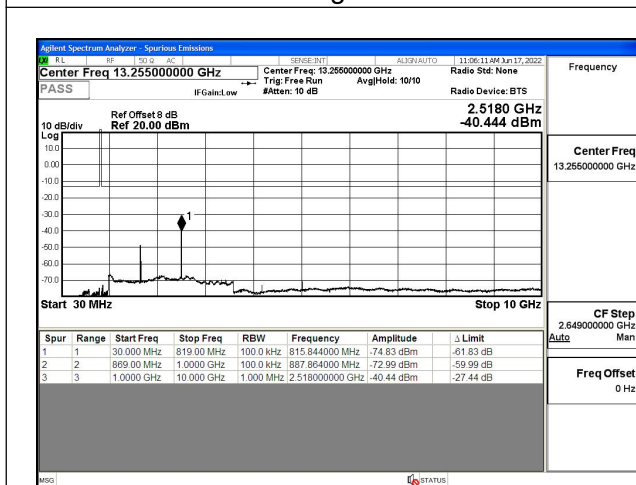 Agilent Spectrum Analyzer - Spurious Emissions
RL RF 50 Ω AC SENSE:INT ALIGNAUTO 11:06:11 AM Jun 17, 2022
Center Freq 13.255000000 GHz Center Freq: 13.255000000 GHz Radio Std: None
Trig: Free Run Avg|Hold: 10/10
PASS IFGain:Low #Atten: 10 dB Radio Device: BTS
Ref Offset 8 dB 2.5180 GHz
10 dB/div Ref 20.00 dBm -40.444 dBm
Log
10.0
0.00
-10.0
-20.0
-30.0
1
-40.0
-50.0
-60.0
-70.0
Start 30 MHz Stop 10 GHz
Spur Range Start Freq Stop Freq RBW Frequency Amplitude Δ Limit
1 1 30.000 MHz 819.00 MHz 100.0 kHz 815.844000 MHz -74.83 dBm -61.83 dB
2 2 869.00 MHz 1.0000 GHz 100.0 kHz 887.864000 MHz -72.99 dBm -59.99 dB
3 3 1.0000 GHz 10.000 GHz 1.000 MHz 2.518000000 GHz -40.44 dBm -27.44 dB
MSG STATUS
Frequency
Center Freq
13.255000000 GHz
CF Step
2.649000000 GHz
Auto Man
Freq Offset
0 Hz